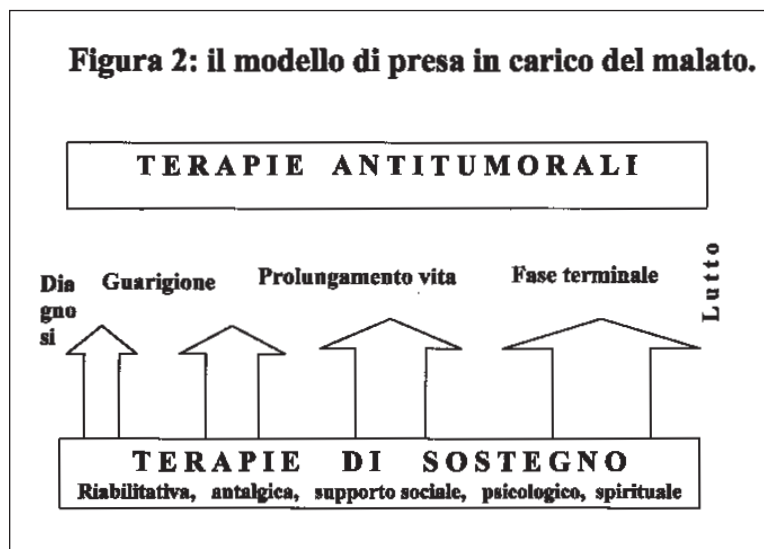 Figura 2: il modello di presa in carico del malato.
TERAPIE ANTITUMORALI
Dia
gno
si
Guarigione
Prolungamento vita
Fase terminale
Lutto
TERAPIE DI SOSTEGNO
Riabilitativa, antalgica, supporto sociale, psicologico, spirituale